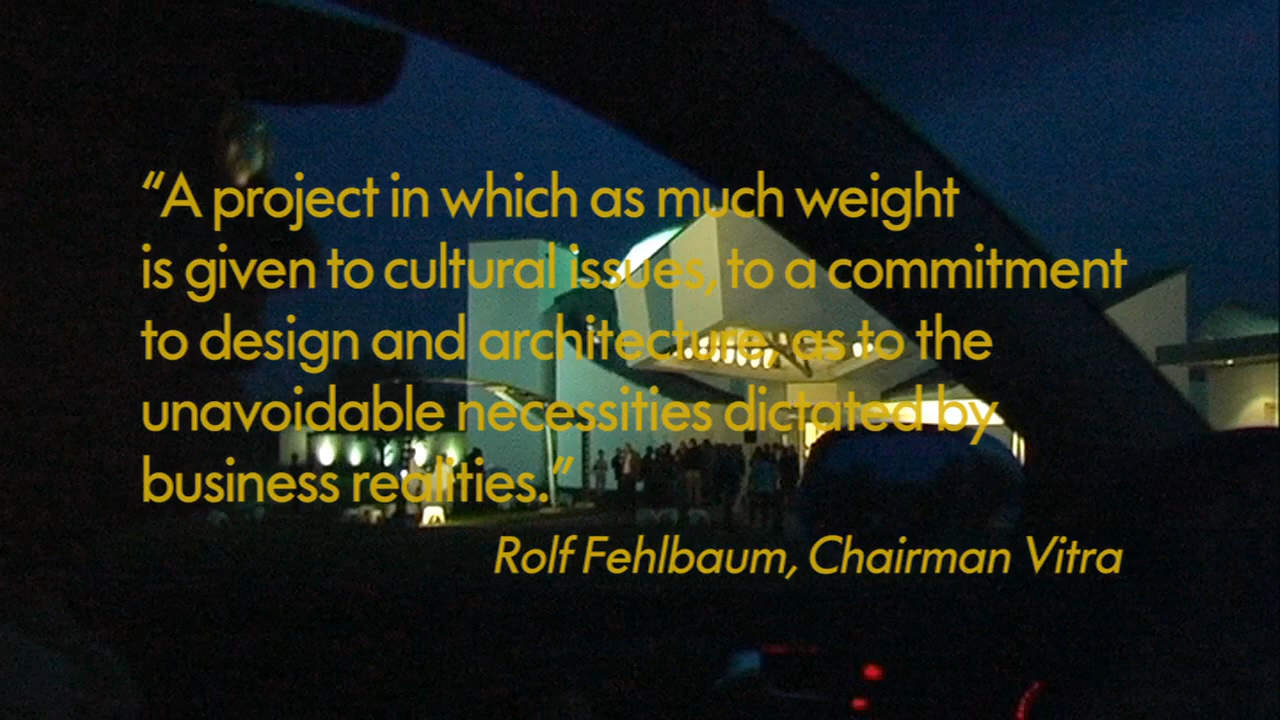 “A project in which as much weight
is given to cultural issues, to a commitment
to design and architecture, as to the
unavoidable necessities dictated by
business realities.”
Rolf Fehlbaum, Chairman Vitra